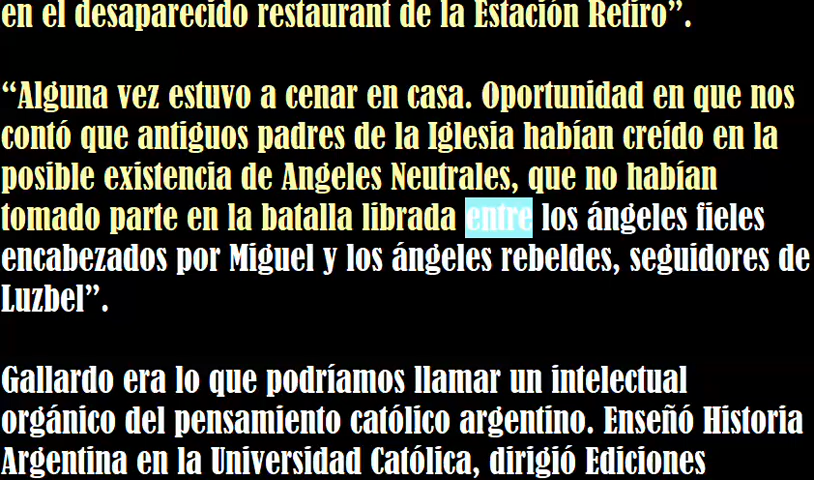 en el desaparecido restaurant de la Estación Retiro”.
“Alguna vez estuvo a cenar en casa. Oportunidad en que nos
contó que antiguos padres de la Iglesia habían creído en la
posible existencia de Angeles Neutrales, que no habían
tomado parte en la batalla librada entre los ángeles fieles
encabezados por Miguel y los ángeles rebeldes, seguidores de
Luzbel”.
Gallardo era lo que podríamos llamar un intelectual
orgánico del pensamiento católico argentino. Enseñó Historia
Argentina en la Universidad Católica, dirigió Ediciones